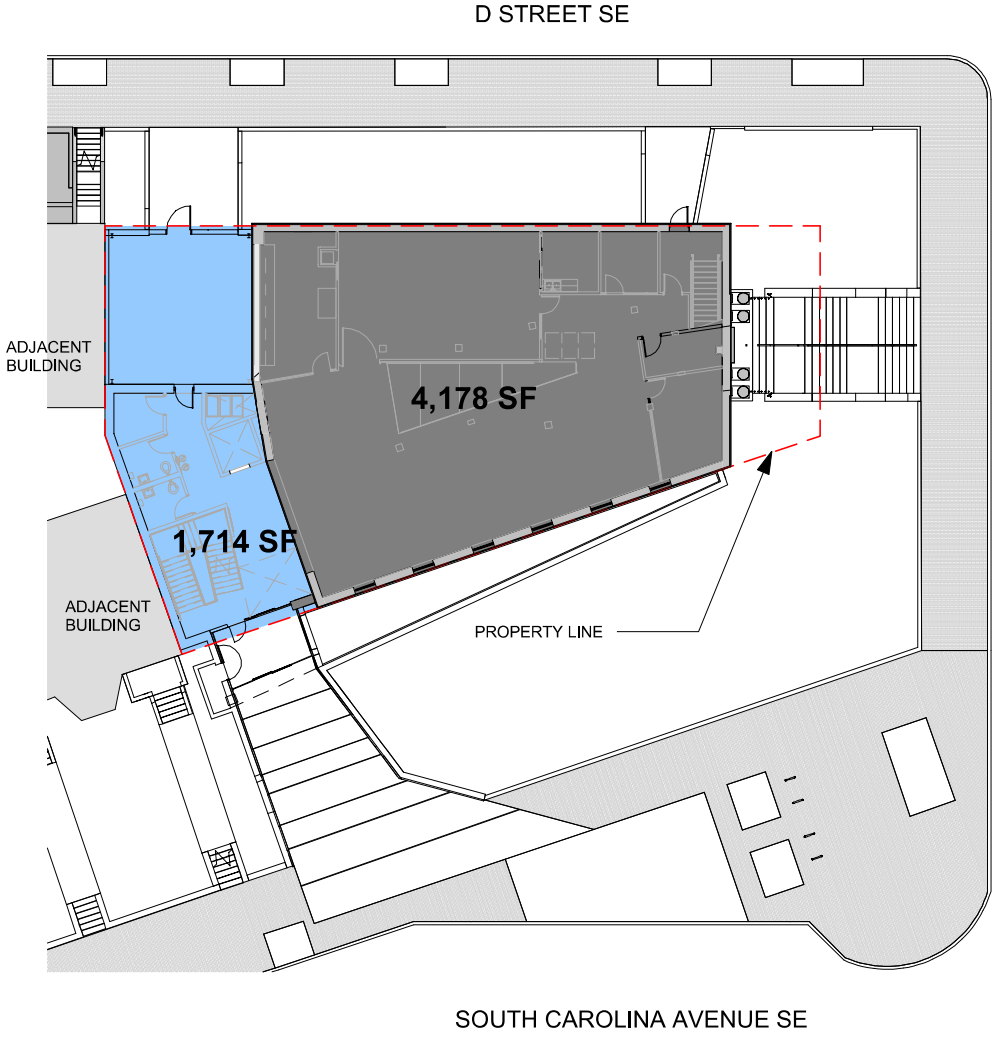 D STREET SE
ADJACENT
BUILDING
4,178 SF
1,714 SF
ADJACENT
BUILDING
PROPERTY LINE
SOUTH CAROLINA AVENUE SE